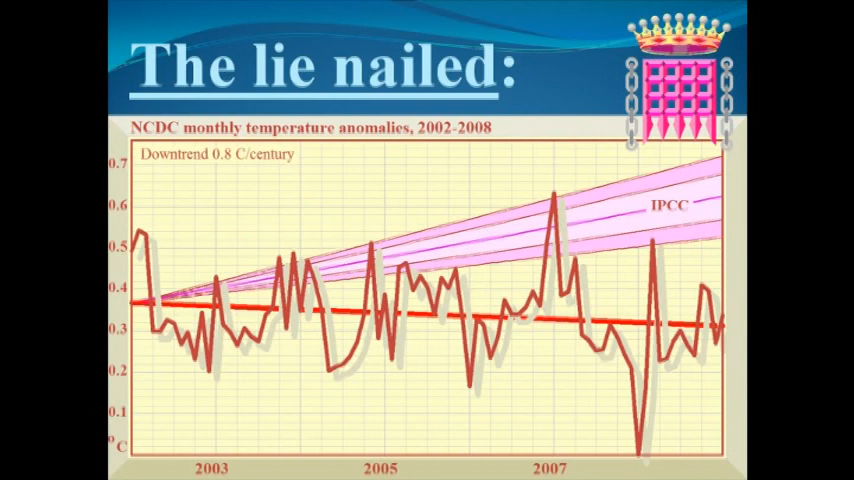 The lie nailed:
NCDC monthly temperature anomalies, 2002-2008
Downtrend 0.8 C/century
0.7
0.6
IPCC
0.5
0.4
0.3
0.2
0.1
°C
2003 2005 2007